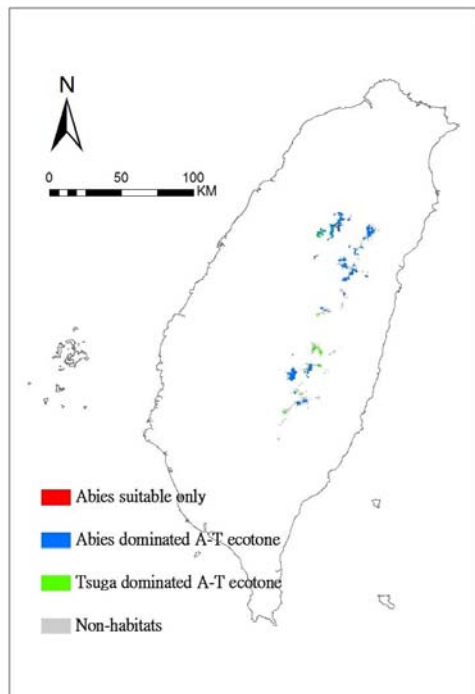 N
0 50 100
KM
Abies suitable only
Abies dominated A-T ecotone
Tsuga dominated A-T ecotone
Non-habitats